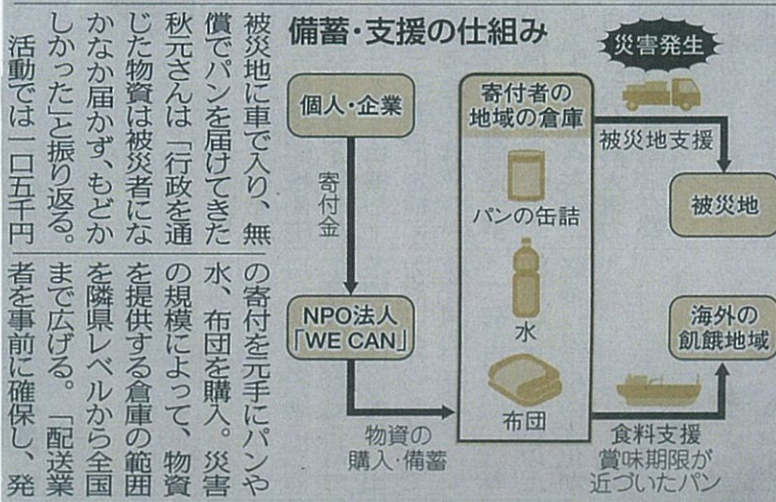 被災地に車で入り、無
償でパンを届けてきた
秋元さんは「行政を通
じた物資は被災者にな
かなか届かず、もどか
しかった」と振り返る。
活動では一口五千円
の寄付を元手にパンや
水、布団を購入。災害
の規模によって、物資
を提供する倉庫の範囲
を隣県レベルから全国
まで広げる。「配送業
者を事前に確保し、発
備蓄・支援の仕組み
個人・企業
寄付金
NPO法人
「WE CAN」
物資の
購入・備蓄
寄付者の
地域の倉庫
パンの缶詰
水
布団
災害発生
被災地支援
被災地
海外の
飢餓地域
食料支援
賞味期限が
近づいたパン